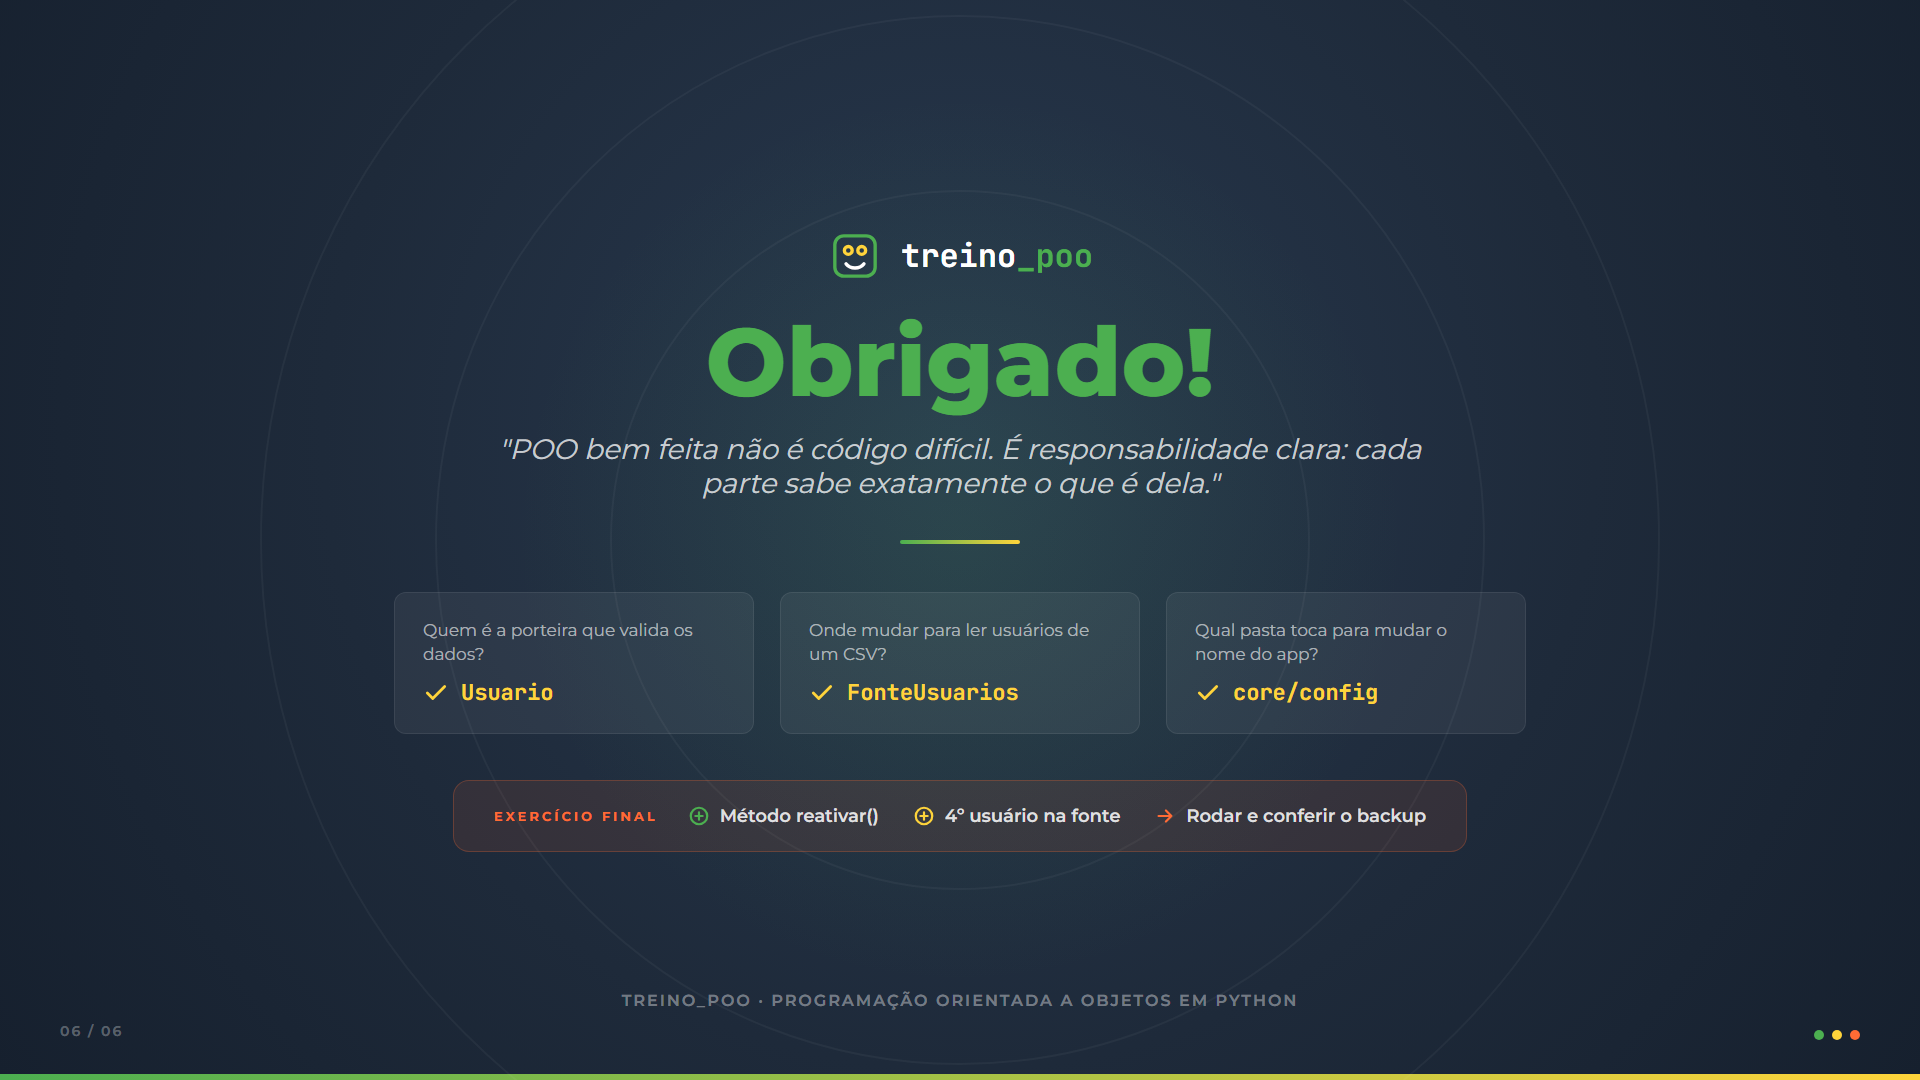 treino_poo
Obrigado!
"POO bem feita não é código difícil. É responsabilidade clara: cada
parte sabe exatamente o que é dela."
Quem é a porteira que valida os
dados?
Usuario
Onde mudar para ler usuários de
um CSV?
FonteUsuarios
Qual pasta toca para mudar o
nome do app?
core/config
EXERCÍCIO FINAL
Método reativar()
4º usuário na fonte
Rodar e conferir o backup
TREINO_POO · PROGRAMAÇÃO ORIENTADA A OBJETOS EM PYTHON
06 / 06